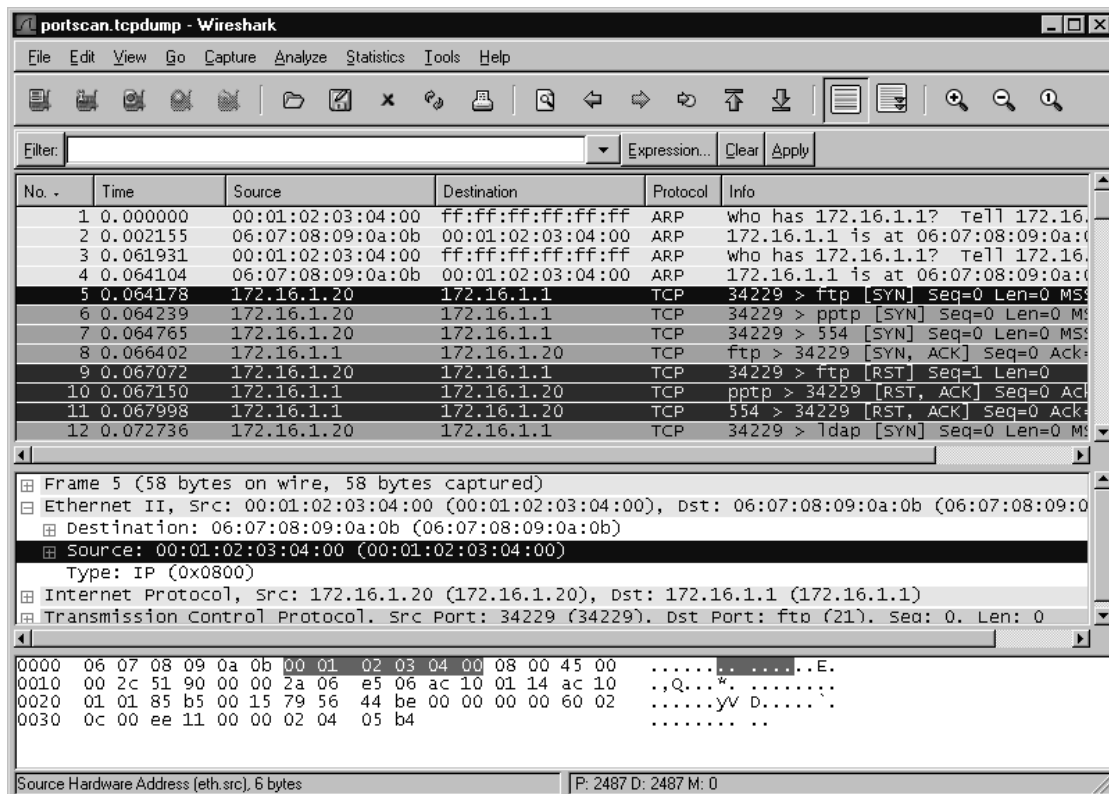 portscan.tcpdump - Wireshark
File Edit View Go Capture Analyze Statistics Tools Help
Filter: Expression... Clear Apply
No. - Time Source Destination Protocol Info
1 0.000000 00:01:02:03:04:00 ff:ff:ff:ff:ff:ff ARP who has 172.16.1.1? Tell 172.16.
2 0.002155 06:07:08:09:0a:0b 00:01:02:03:04:00 ARP 172.16.1.1 is at 06:07:08:09:0a:
3 0.061931 00:01:02:03:04:00 ff:ff:ff:ff:ff:ff ARP who has 172.16.1.1? Tell 172.16.
4 0.064104 06:07:08:09:0a:0b 00:01:02:03:04:00 ARP 172.16.1.1 is at 06:07:08:09:0a:
5 0.064178 172.16.1.20 172.16.1.1 TCP 34229 > ftp [SYN] Seq=0 Len=0 MSS
6 0.064239 172.16.1.20 172.16.1.1 TCP 34229 > pptp [SYN] Seq=0 Len=0 MS
7 0.064765 172.16.1.20 172.16.1.1 TCP 34229 > 554 [SYN] Seq=0 Len=0 MSS
8 0.066402 172.16.1.1 172.16.1.20 TCP ftp > 34229 [SYN, ACK] Seq=0 Ack=
9 0.067072 172.16.1.20 172.16.1.1 TCP 34229 > ftp [RST] Seq=1 Len=0
10 0.067150 172.16.1.1 172.16.1.20 TCP pptp > 34229 [RST, ACK] Seq=0 Ack
11 0.067998 172.16.1.1 172.16.1.20 TCP 554 > 34229 [RST, ACK] Seq=0 Ack=
12 0.072736 172.16.1.20 172.16.1.1 TCP 34229 > ldap [SYN] Seq=0 Len=0 MS
Frame 5 (58 bytes on wire, 58 bytes captured)
Ethernet II, Src: 00:01:02:03:04:00 (00:01:02:03:04:00), Dst: 06:07:08:09:0a:0b (06:07:08:09:0
Destination: 06:07:08:09:0a:0b (06:07:08:09:0a:0b)
Source: 00:01:02:03:04:00 (00:01:02:03:04:00)
Type: IP (0x0800)
Internet Protocol, Src: 172.16.1.20 (172.16.1.20), Dst: 172.16.1.1 (172.16.1.1)
Transmission Control Protocol, Src Port: 34229 (34229), Dst Port: ftp (21), Seq: 0, Len: 0
0000 06 07 08 09 0a 0b 00 01 02 03 04 00 08 00 45 00 ........ ......E.
0010 00 2c 51 90 00 00 2a 06 e5 06 ac 10 01 14 ac 10 .,Q...*. ........
0020 01 01 85 b5 00 15 79 56 44 be 00 00 00 00 60 02 ......yV D.....`.
0030 0c 00 ee 11 00 00 02 04 05 b4 ........ ..
Source Hardware Address (eth.src), 6 bytes P: 2487 D: 2487 M: 0